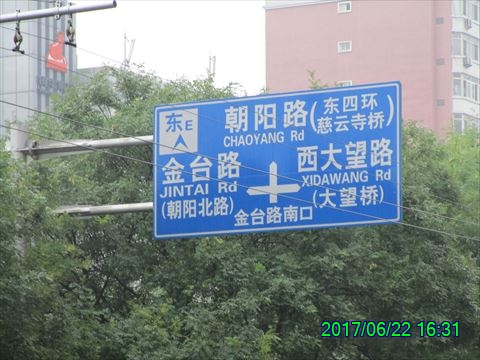 东E
朝阳路(东四环
慈云寺桥)
CHAOYANG Rd
金台路
JINTAI Rd
(朝阳北路)
西大望路
XIDAWANG Rd
(大望桥)
金台路南口
2017/06/22 16:31